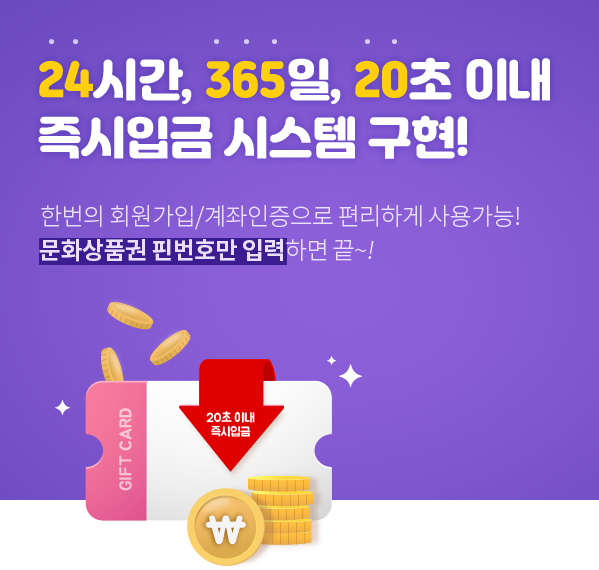 24시간, 365일, 20초 이내
즉시입금 시스템 구현!
한번의 회원가입/계좌인증으로 편리하게 사용가능!
문화상품권 핀번호만 입력하면 끝~!
GIFT CARD
20초 이내
즉시입금
₩